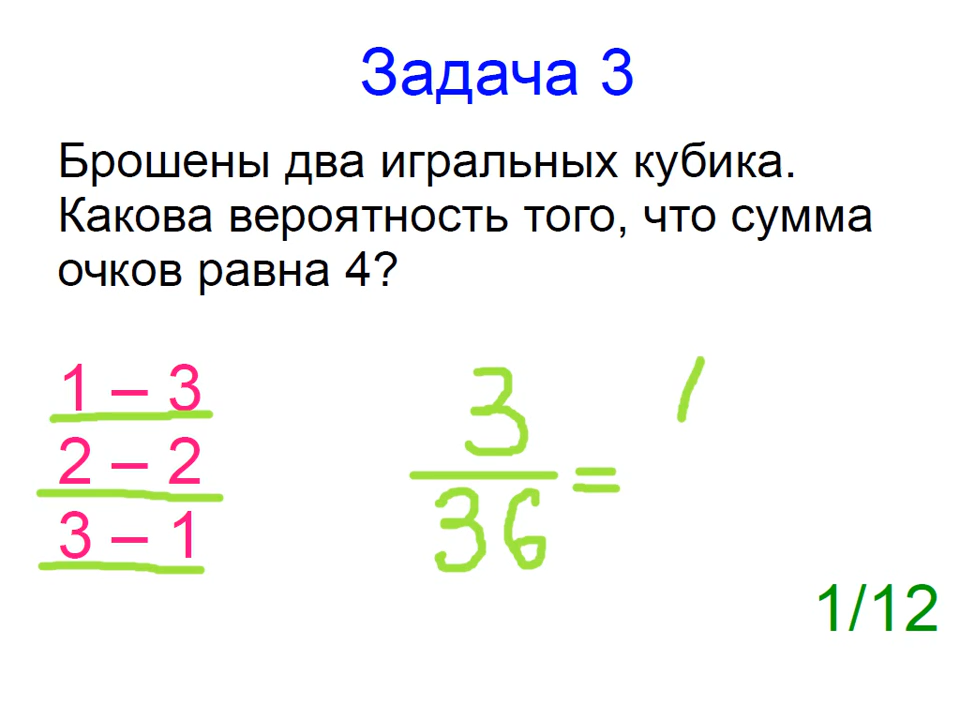 Задача 3
Брошены два игральных кубика.
Какова вероятность того, что сумма
очков равна 4?
1 – 3
2 – 2
3 – 1
3
36
=
1/12